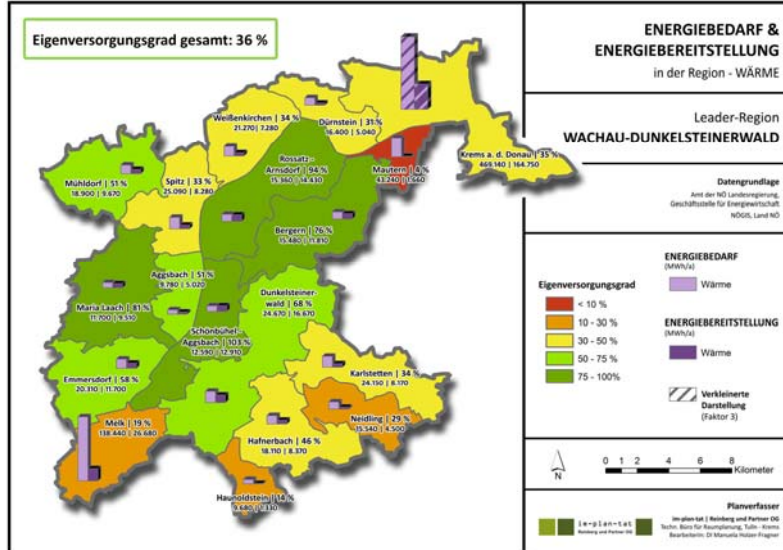 Eigenversorgungsgrad gesamt: 36 %
Weißenkirchen | 34 %
21.270 | 7.280
Dürnstein | 31 %
16.400 | 5.040
Krems a. d. Donau | 35 %
469.140 | 164.750
Rossatz-
Arnsdorf | 94 %
15.360 | 14.430
Mautern | 4 %
43.240 | 1.660
Mühldorf | 51 %
18.900 | 9.670
Spitz | 33 %
25.090 | 8.280
Bergern | 76 %
15.480 | 11.810
Aggsbach | 51 %
9.780 | 5.020
Maria Laach | 81 %
11.700 | 9.510
Dunkelsteiner-
wald | 68 %
24.670 | 16.670
Schönbühel-
Aggsbach | 103 %
12.590 | 12.910
Emmersdorf | 58 %
20.310 | 11.700
Karlstetten | 34 %
24.150 | 8.170
Melk | 19 %
138.440 | 26.680
Neidling | 29 %
15.540 | 4.500
Hafnerbach | 46 %
18.110 | 8.370
Haunoldstein | 14 %
9.680 | 1.330
ENERGIEBEDARF &
ENERGIEBEREITSTELLUNG
in der Region - WÄRME
Leader-Region
WACHAU-DUNKELSTEINERWALD
Datengrundlage
Amt der NÖ Landesregierung,
Geschäftsstelle für Energiewirtschaft
NÖGIS, Land NÖ
Eigenversorgungsgrad
< 10 %
10 - 30 %
30 - 50 %
50 - 75 %
75 - 100%
ENERGIEBEDARF
(MWh/a)
Wärme
ENERGIEBEREITSTELLUNG
(MWh/a)
Wärme
Verkleinerte
Darstellung
(Faktor 3)
N
0 1 2 4 6 8
Kilometer
Planverfasser
im-plan-tat | Reinberg und Partner OG
Techn. Büro für Raumplanung, Tulln - Krems
Bearbeiterin: DI Manuela Holzer-Fragner
im-plan-tat
Reinberg und Partner OG